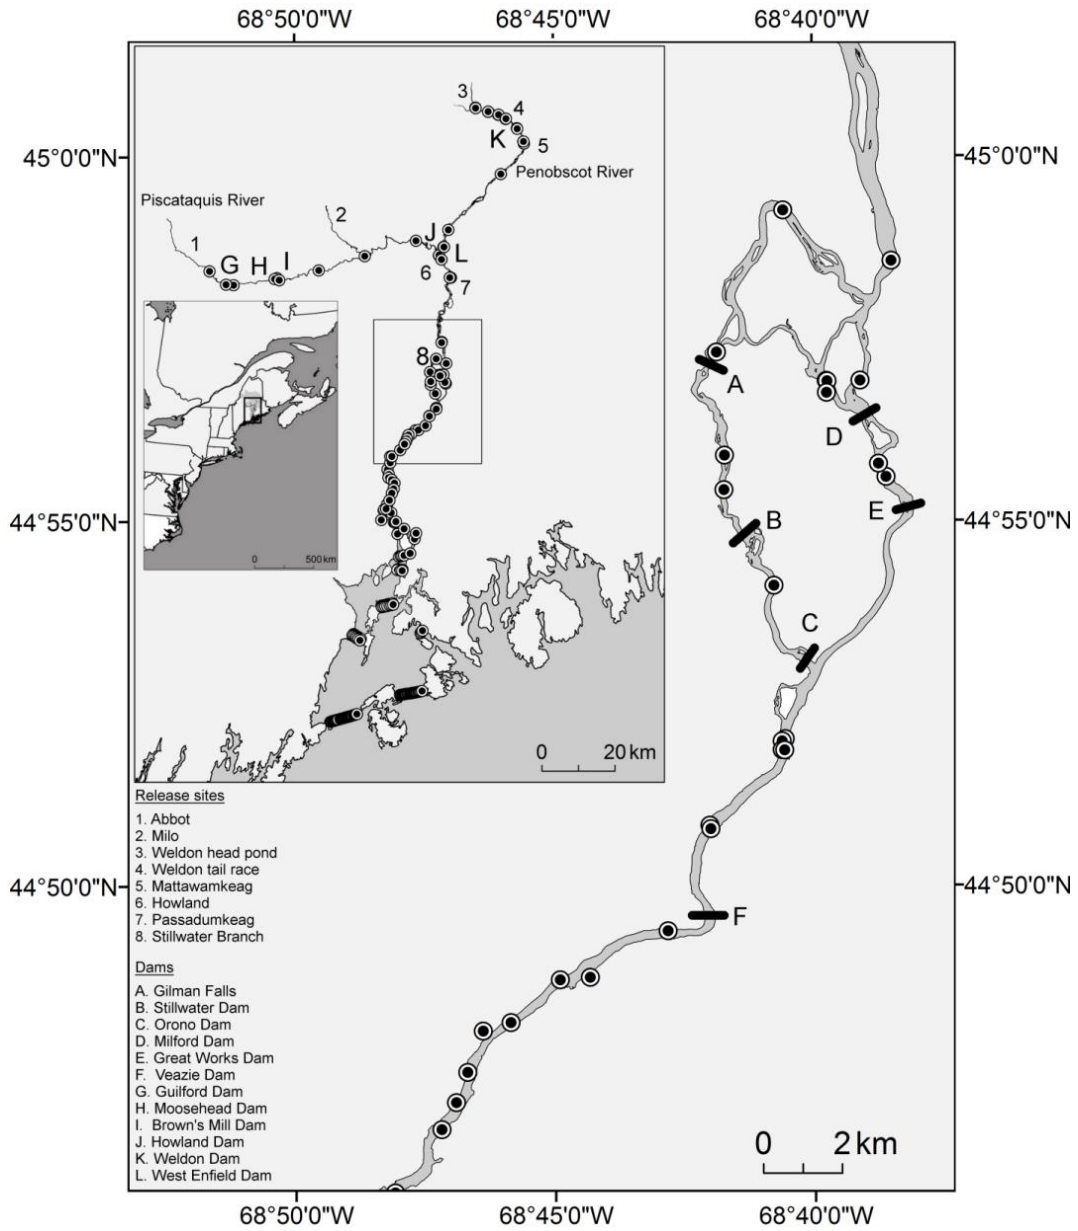 68°50'0"W 68°45'0"W 68°40'0"W
3
4
K
5
45°0'0"N
45°0'0"N
Penobscot River
Piscataquis River
2
1
J
G H I
L
6
7
8
A
D
E
44°55'0"N
44°55'0"N
B
0 500 km
C
0 20 km
Release sites
1. Abbot
2. Milo
3. Weldon head pond
4. Weldon tail race
5. Mattawamkeag
6. Howland
7. Passadumkeag
8. Stillwater Branch
44°50'0"N
44°50'0"N
F
Dams
A. Gilman Falls
B. Stillwater Dam
C. Orono Dam
D. Milford Dam
E. Great Works Dam
F. Veazie Dam
G. Guilford Dam
H. Moosehead Dam
I. Brown's Mill Dam
J. Howland Dam
K. Weldon Dam
L. West Enfield Dam
0 2 km
68°50'0"W 68°45'0"W 68°40'0"W